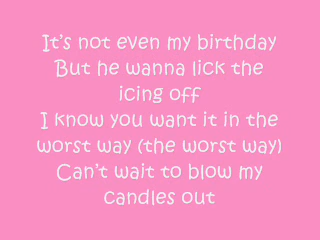 It's not even my birthday
But he wanna lick the
icing off
I know you want it in the
worst way (the worst way)
Can't wait to blow my
candles out